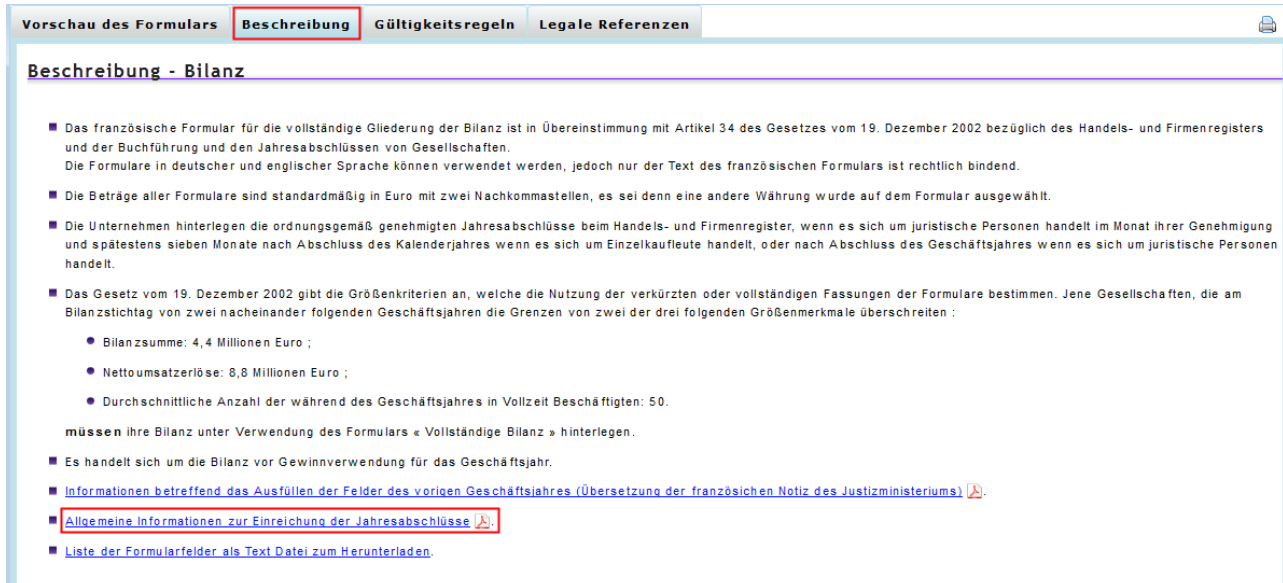 Vorschau des Formulars Beschreibung Gültigkeitsregeln Legale Referenzen
Beschreibung - Bilanz
Das französische Formular für die vollständige Gliederung der Bilanz ist in Übereinstimmung mit Artikel 34 des Gesetzes vom 19. Dezember 2002 bezüglich des Handels- und Firmenregisters
und der Buchführung und den Jahresabschlüssen von Gesellschaften.
Die Formulare in deutscher und englischer Sprache können verwendet werden, jedoch nur der Text des französischen Formulars ist rechtlich bindend.
Die Beträge aller Formulare sind standardmäßig in Euro mit zwei Nachkommastellen, es sei denn eine andere Währung wurde auf dem Formular ausgewählt.
Die Unternehmen hinterlegen die ordnungsgemäß genehmigten Jahresabschlüsse beim Handels- und Firmenregister, wenn es sich um juristische Personen handelt im Monat ihrer Genehmigung
und spätestens sieben Monate nach Abschluss des Kalenderjahres wenn es sich um Einzelkaufleute handelt, oder nach Abschluss des Geschäftsjahres wenn es sich um juristische Personen
handelt.
Das Gesetz vom 19. Dezember 2002 gibt die Größenkriterien an, welche die Nutzung der verkürzten oder vollständigen Fassungen der Formulare bestimmen. Jene Gesellschaften, die am
Bilanzstichtag von zwei nacheinander folgenden Geschäftsjahren die Grenzen von zwei der drei folgenden Größenmerkmale überschreiten :
Bilanzsumme: 4,4 Millionen Euro ;
Nettoumsatzerlöse: 8,8 Millionen Euro ;
Durchschnittliche Anzahl der während des Geschäftsjahres in Vollzeit Beschäftigten: 50.
müssen ihre Bilanz unter Verwendung des Formulars « Vollständige Bilanz » hinterlegen.
Es handelt sich um die Bilanz vor Gewinnverwendung für das Geschäftsjahr.
Informationen betreffend das Ausfüllen der Felder des vorigen Geschäftsjahres (Übersetzung der französichen Notiz des Justizministeriums) .
Allgemeine Informationen zur Einreichung der Jahresabschlüsse .
Liste der Formularfelder als Text Datei zum Herunterladen.